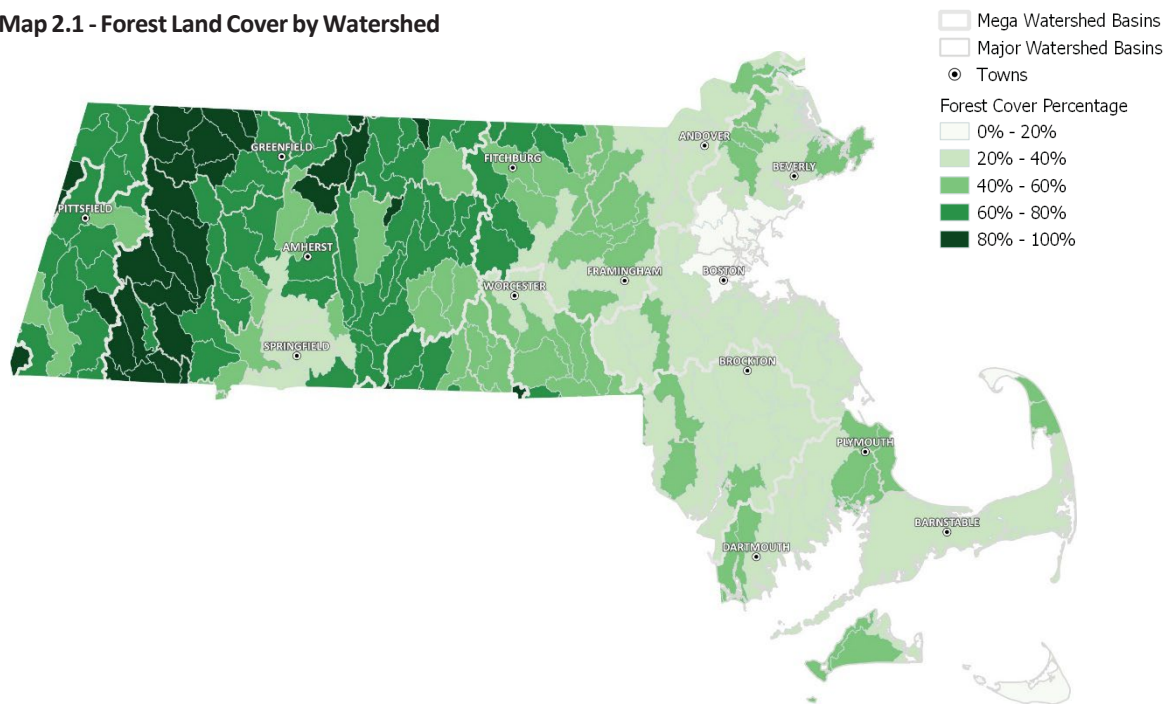 Map 2.1 - Forest Land Cover by Watershed
Mega Watershed Basins
Major Watershed Basins
Towns
Forest Cover Percentage
0% - 20%
20% - 40%
40% - 60%
60% - 80%
80% - 100%
ANDOVER
GREENFIELD
FITCHBURG
BEVERLY
PITTSFIELD
AMHERST
FRAMINGHAM
BOSTON
WORCESTER
SPRINGFIELD
BROCKTON
PLYMOUTH
BARNSTABLE
DARTMOUTH